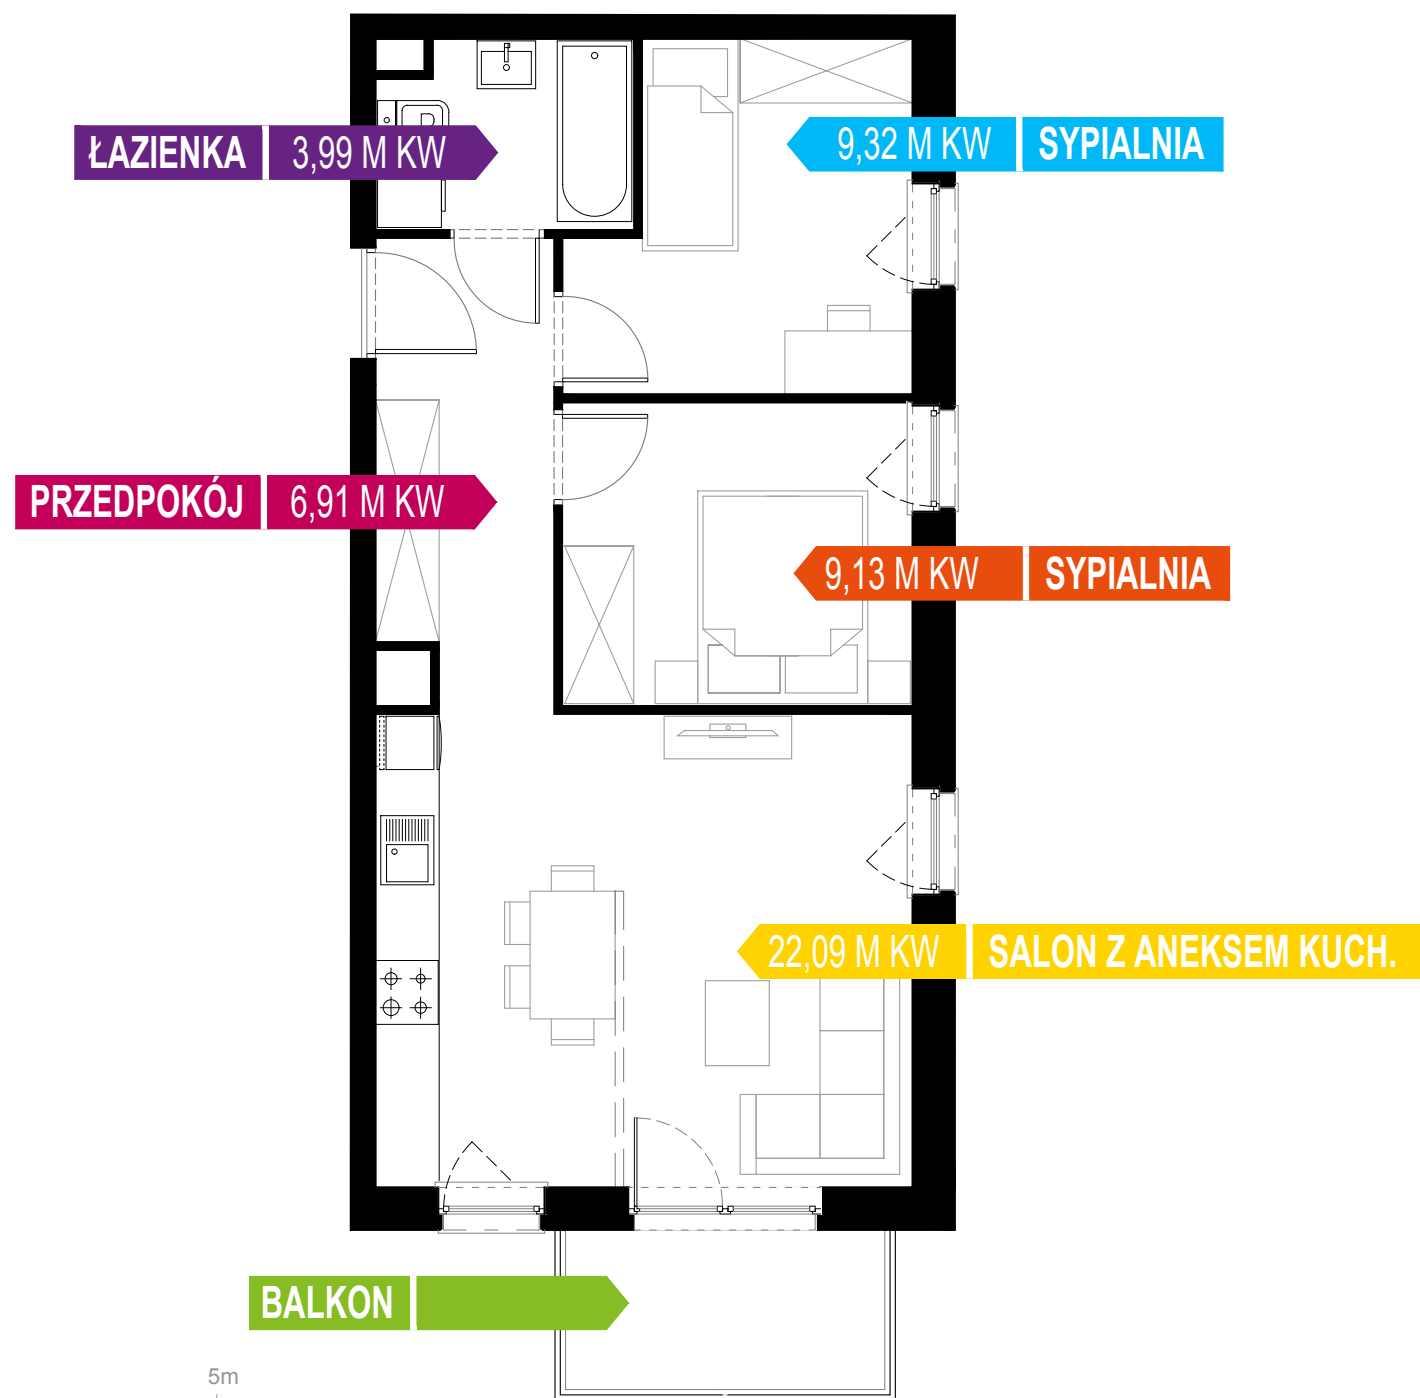 ŁAZIENKA 3,99 M KW
9,32 M KW SYPIALNIA
PRZEDPOKÓJ 6,91 M KW
9,13 M KW SYPIALNIA
22,09 M KW SALON Z ANEKSEM KUCH.
BALKON
5m